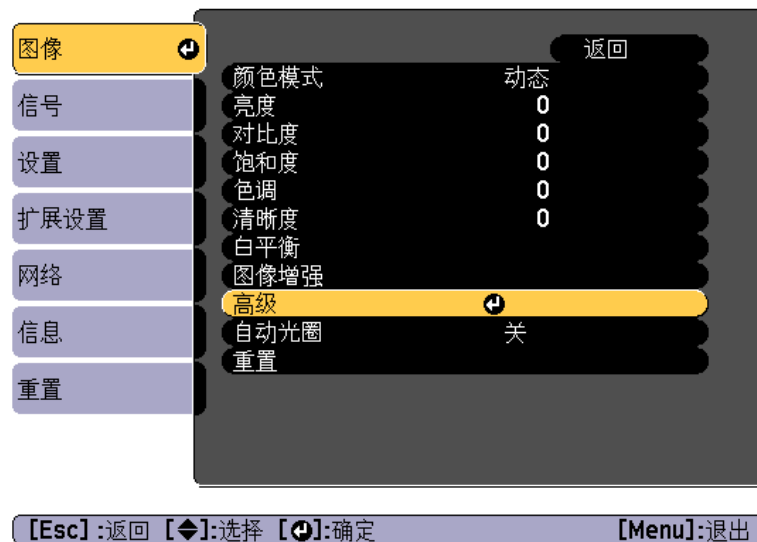 图像
信号
设置
扩展设置
网络
信息
重置
返回
颜色模式 动态
亮度 0
对比度 0
饱和度 0
色调 0
清晰度 0
白平衡
图像增强
高级
自动光圈 关
重置
[Esc] :返回 [◆]:选择 [⏎]:确定 [Menu]:退出